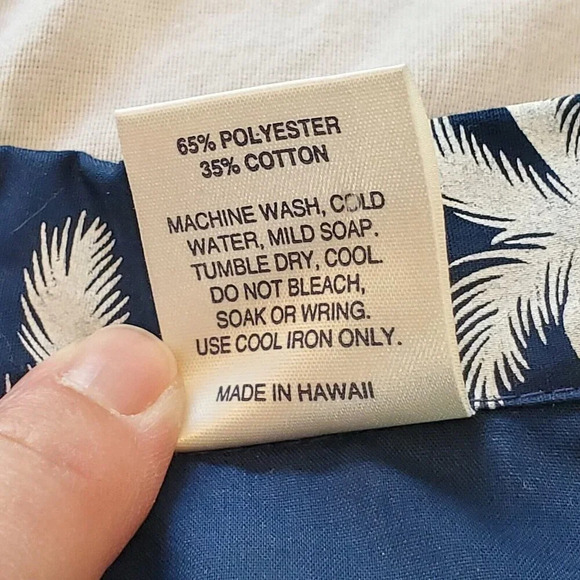 65% POLYESTER
35% COTTON
MACHINE WASH, COLD
WATER, MILD SOAP.
TUMBLE DRY, COOL.
DO NOT BLEACH,
SOAK OR WRING.
USE COOL IRON ONLY.
MADE IN HAWAII